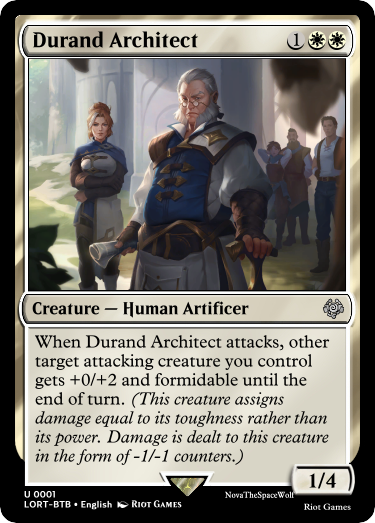 Durand Architect 1
Creature — Human Artificer
When Durand Architect attacks, other
target attacking creature you control
gets +0/+2 and formidable until the
end of turn. (This creature assigns
damage equal to its toughness rather than
its power. Damage is dealt to this creature
in the form of -1/-1 counters.)
1/4
U 0001
LORT-BTB • English RIOT GAMES
NovaTheSpaceWolf
Riot Games